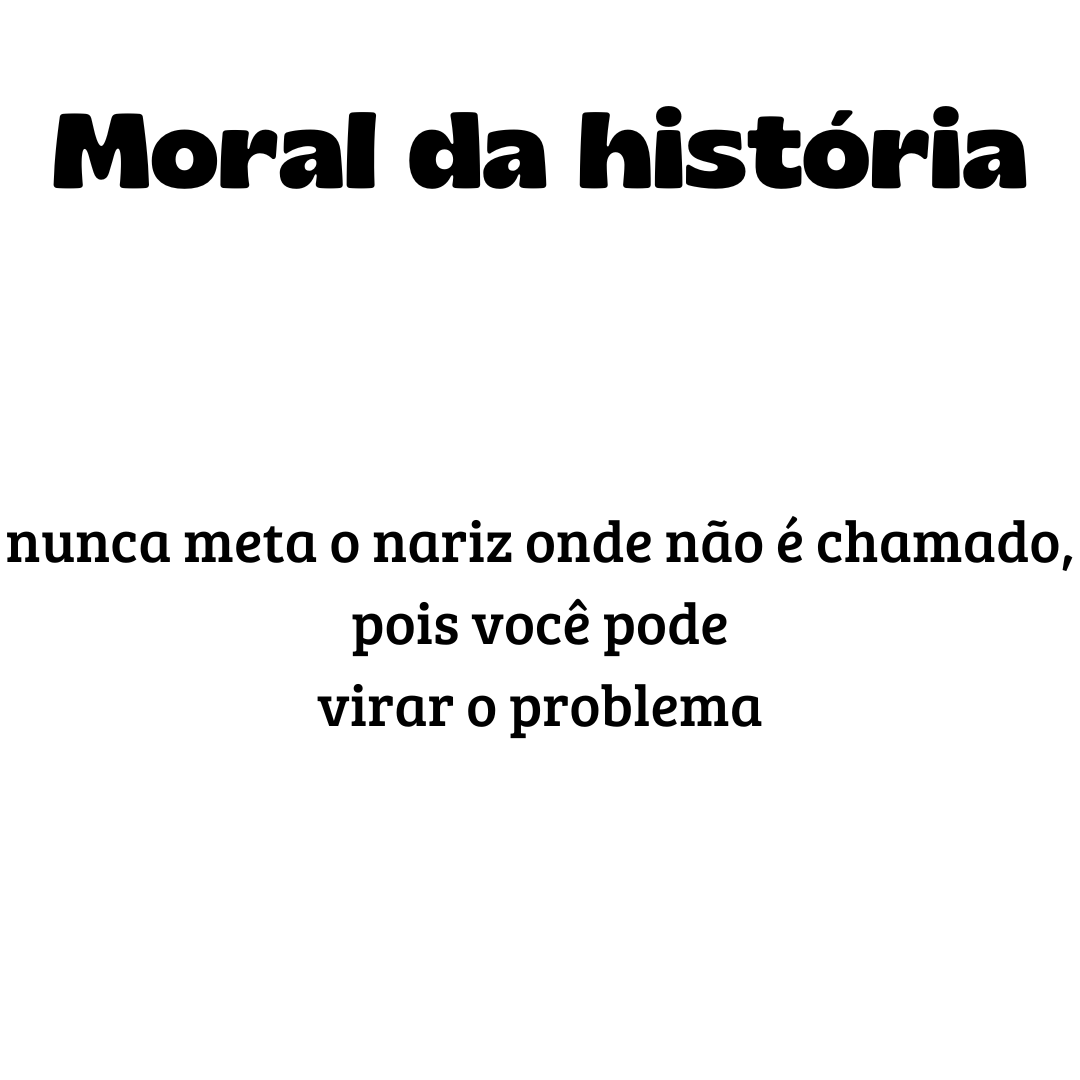 Moral da história
nunca meta o nariz onde não é chamado,
pois você pode
virar o problema